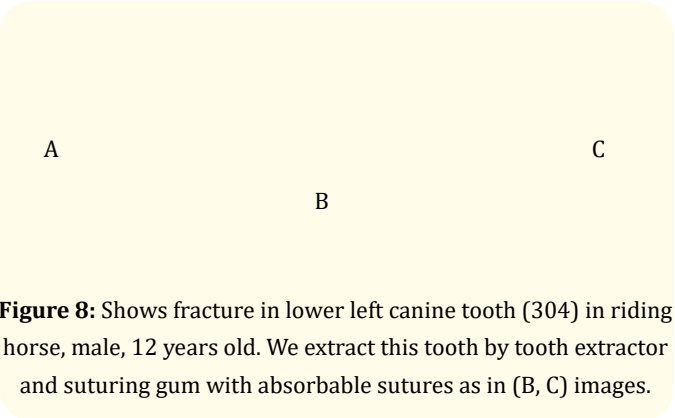 A
C
B
Figure 8: Shows fracture in lower left canine tooth (304) in riding
horse, male, 12 years old. We extract this tooth by tooth extractor
and suturing gum with absorbable sutures as in (B, C) images.